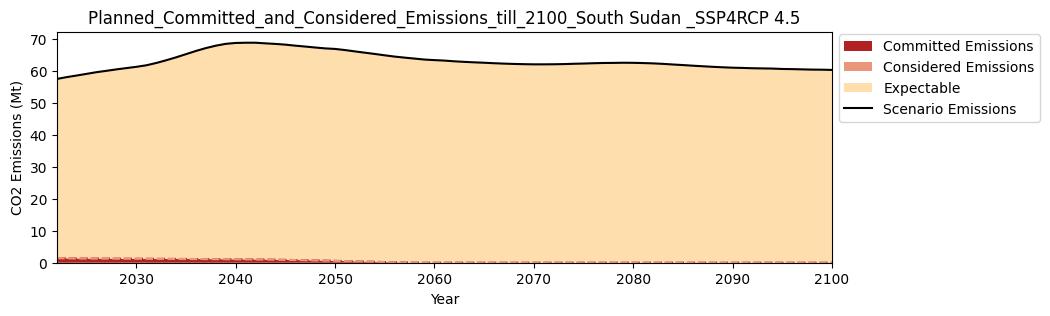 Planned_Committed_and_Considered_Emissions_till_2100_South Sudan _SSP4RCP 4.5
Committed Emissions
Considered Emissions
Expectable
Scenario Emissions
CO2 Emissions (Mt)
70
60
50
40
30
20
10
0
2030 2040 2050 2060 2070 2080 2090 2100
Year